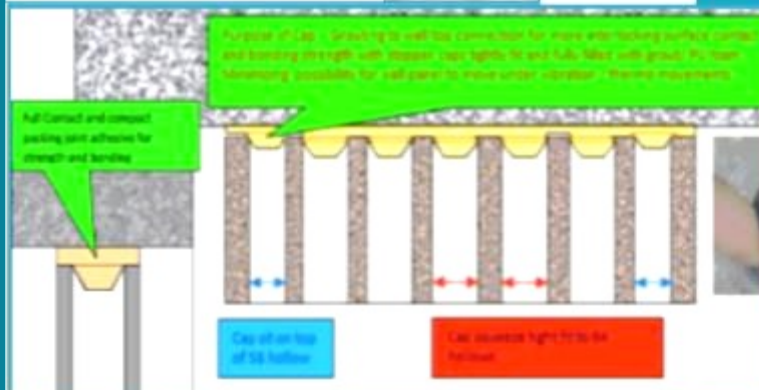 Purpose of Cap : Grouting to wall top connection for more interlocking surface contact
and bonding strength with stopper caps tightly fit and fully filled with grout/ PU foam
Minimizing possibility for wall panel to move under vibration / thermo movements
Full Contact and compact
packing joint adhesive for
strength and bonding
Cap sit on top
of S6 hollow
Cap squeeze tight fit to
hollows